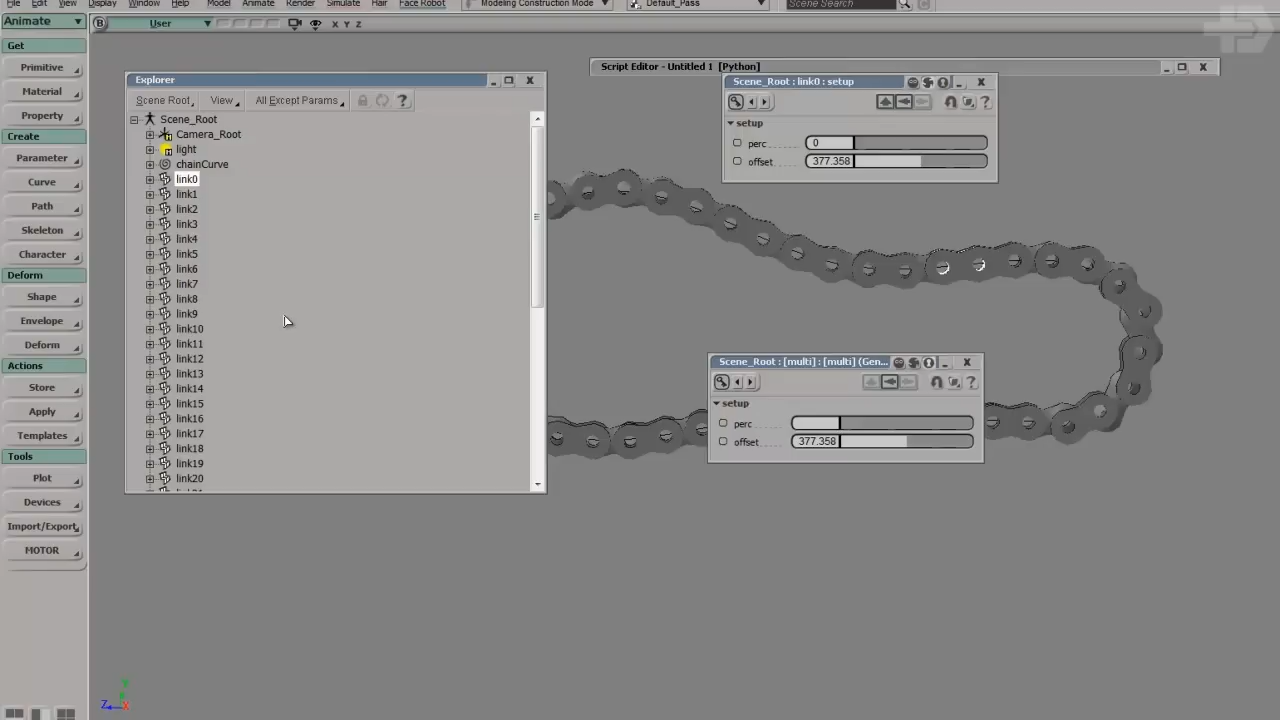 File Edit View Display Window Help Model Animate Render Simulate Hair Face Robot Modeling Construction Mode Default_Pass Scene Search
Animate
B User X Y Z
Get
Primitive
Material
Property
Create
Parameter
Curve
Path
Skeleton
Character
Deform
Shape
Envelope
Deform
Actions
Store
Apply
Templates
Tools
Plot
Devices
Import/Export
MOTOR
Explorer
Scene Root, View, All Except Params, ?
Scene_Root
Camera_Root
light
chainCurve
link0
link1
link2
link3
link4
link5
link6
link7
link8
link9
link10
link11
link12
link13
link14
link15
link16
link17
link18
link19
link20
Script Editor - Untitled 1 [Python]
Scene_Root : link0 : setup
?
setup
perc 0
offset 377.358
Scene_Root : [multi] : [multi] (Gen...
?
setup
perc
offset 377.358
Y
Z X